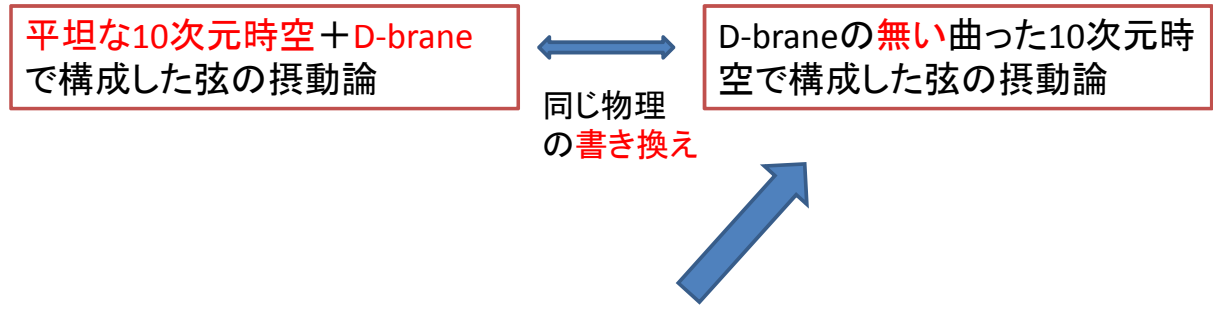 平坦な10次元時空＋D-brane
で構成した弦の摂動論
同じ物理
の書き換え
D-braneの無い曲った10次元時
空で構成した弦の摂動論